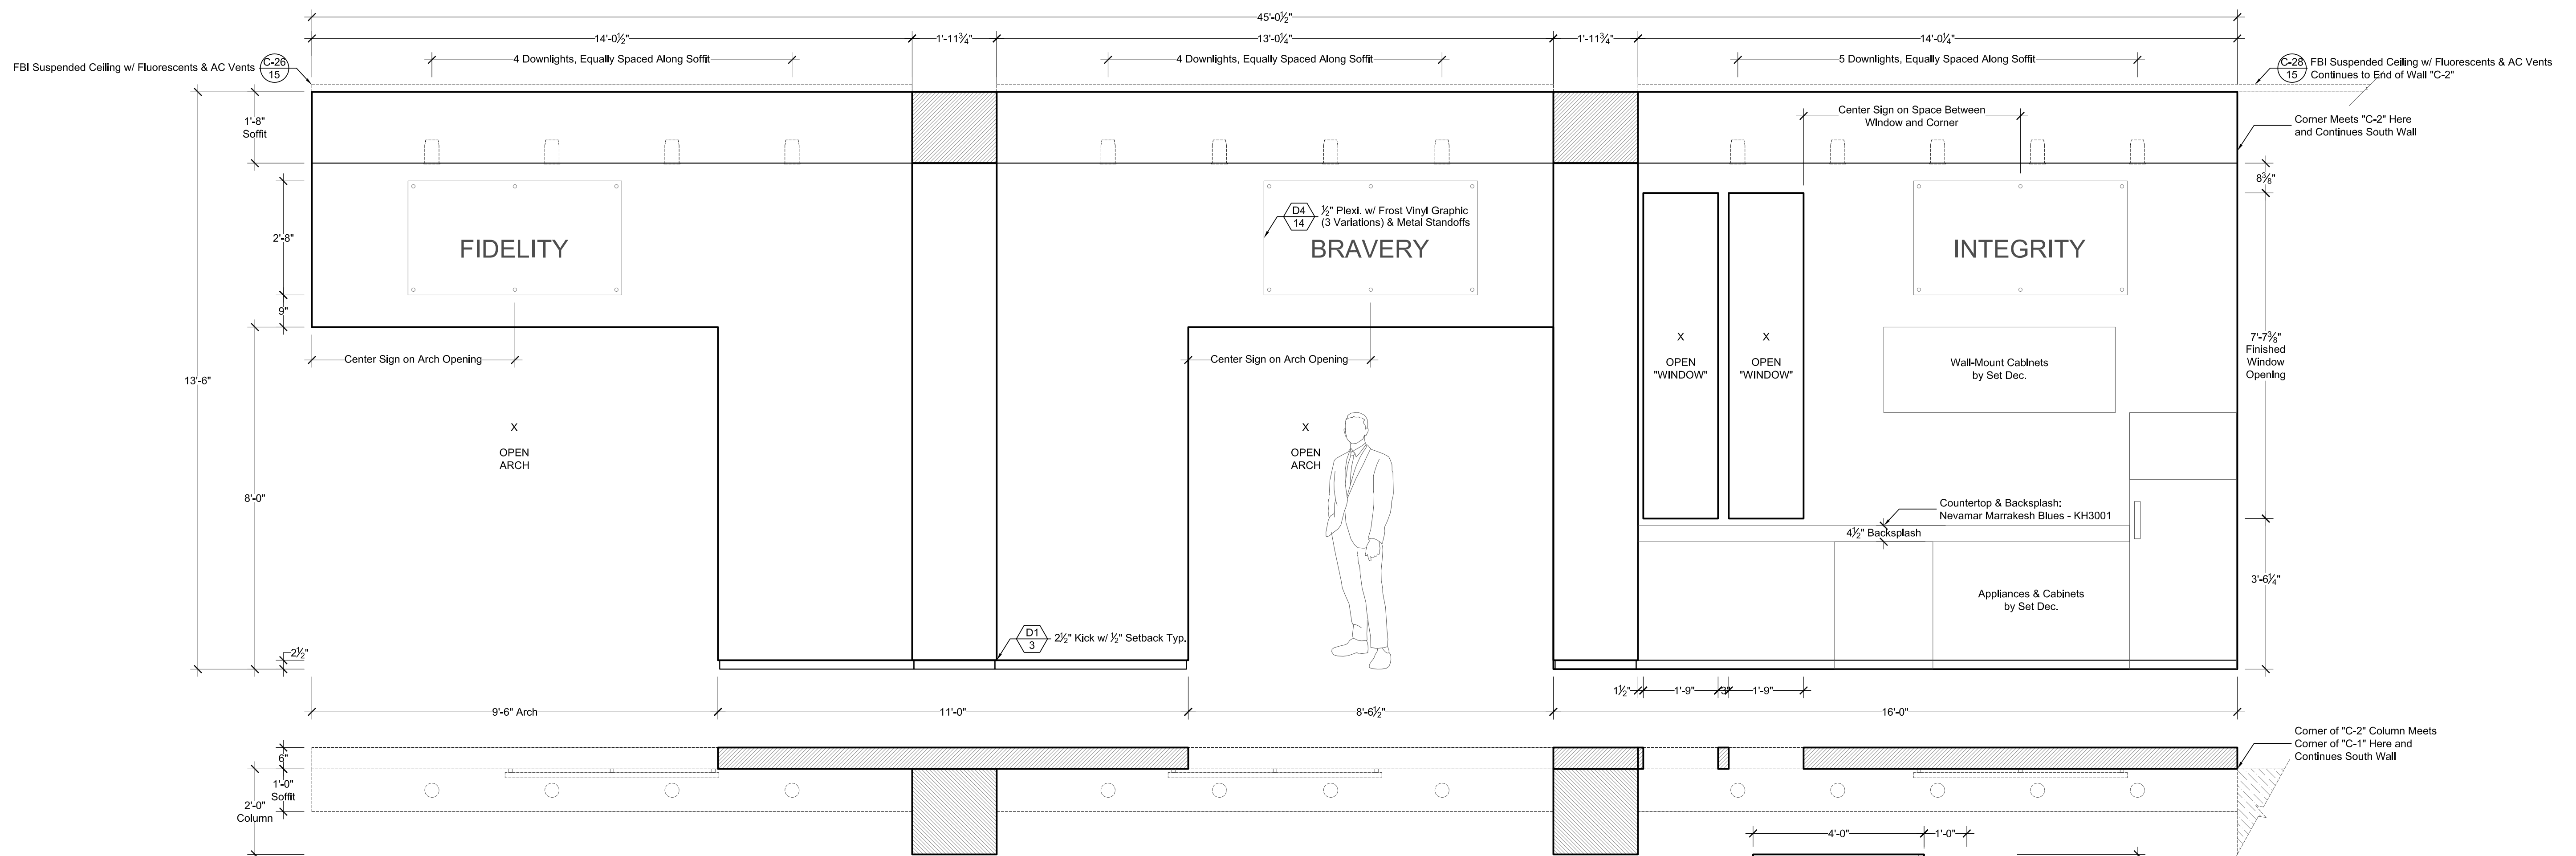 45'-0½"
14'-0½"
1'-11¾"
13'-0¼"
1'-11¾"
14'-0¼"
4 Downlights, Equally Spaced Along Soffit
4 Downlights, Equally Spaced Along Soffit
5 Downlights, Equally Spaced Along Soffit
FBI Suspended Ceiling w/ Fluorescents & AC Vents
C-26
15
C-28
15
FBI Suspended Ceiling w/ Fluorescents & AC Vents
Continues to End of Wall "C-2"
Center Sign on Space Between
Window and Corner
Corner Meets "C-2" Here
and Continues South Wall
1'-8"
Soffit
8⅜"
2'-8"
9"
FIDELITY
D4
14
½" Plexi. w/ Frost Vinyl Graphic
(3 Variations) & Metal Standoffs
BRAVERY
INTEGRITY
Center Sign on Arch Opening
Center Sign on Arch Opening
X
OPEN
"WINDOW"
X
OPEN
"WINDOW"
Wall-Mount Cabinets
by Set Dec.
7'-7⅜"
Finished
Window
Opening
13'-6"
8'-0"
X
OPEN
ARCH
X
OPEN
ARCH
Countertop & Backsplash:
Nevamar Marrakesh Blues - KH3001
4½" Backsplash
3'-6¼"
Appliances & Cabinets
by Set Dec.
D1
3
2½" Kick w/ ½" Setback Typ.
2½"
1½"
1'-9"
3"
1'-9"
9'-6" Arch
11'-0"
8'-6½"
16'-0"
Corner of "C-2" Column Meets
Corner of "C-1" Here and
Continues South Wall
6"
1'-0"
Soffit
2'-0"
Column
4'-0"
1'-0"